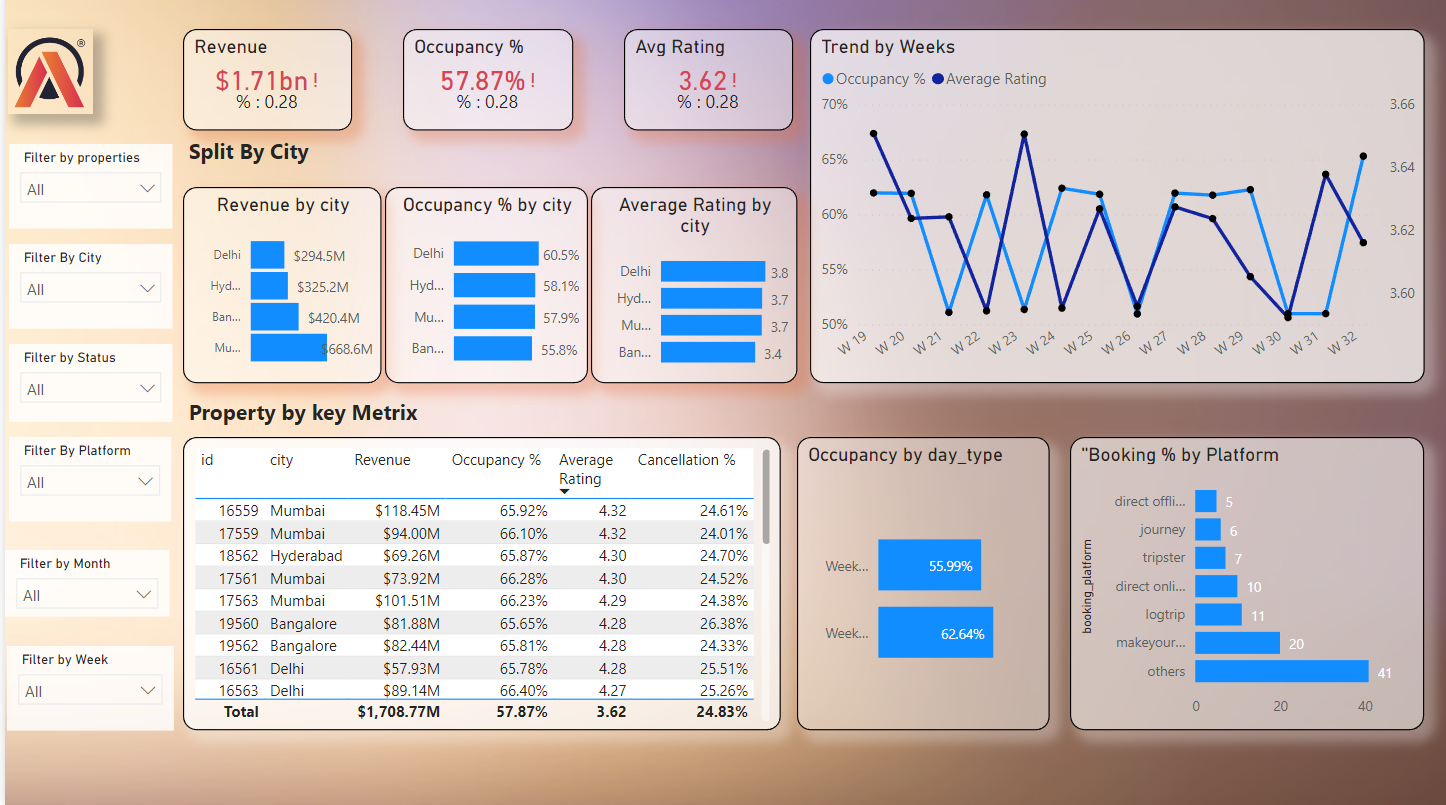 ®
Revenue
$1.71bn !
% : 0.28
Occupancy %
57.87% !
% : 0.28
Avg Rating
3.62 !
% : 0.28
Trend by Weeks
Occupancy % Average Rating
70%
65%
60%
55%
50%
3.66
3.64
3.62
3.60
W 19 W 20 W 21 W 22 W 23 W 24 W 25 W 26 W 27 W 28 W 29 W 30 W 31 W 32
Filter by properties
All
Filter By City
All
Filter by Status
All
Filter By Platform
All
Filter by Month
All
Filter by Week
All
Split By City
Revenue by city
Delhi $294.5M
Hyd... $325.2M
Ban... $420.4M
Mu... $668.6M
Occupancy % by city
Delhi 60.5%
Hyd... 58.1%
Mu... 57.9%
Ban... 55.8%
Average Rating by
city
Delhi 3.8
Hyd... 3.7
Mu... 3.7
Ban... 3.4
Property by key Metrix
id city Revenue Occupancy % Average Rating Cancellation %
16559 Mumbai $118.45M 65.92% 4.32 24.61%
17559 Mumbai $94.00M 66.10% 4.32 24.01%
18562 Hyderabad $69.26M 65.87% 4.30 24.70%
17561 Mumbai $73.92M 66.28% 4.30 24.52%
17563 Mumbai $101.51M 66.23% 4.29 24.38%
19560 Bangalore $81.88M 65.65% 4.28 26.38%
19562 Bangalore $82.44M 65.81% 4.28 24.33%
16561 Delhi $57.93M 65.78% 4.28 25.51%
16563 Delhi $89.14M 66.40% 4.27 25.26%
Total $1,708.77M 57.87% 3.62 24.83%
Occupancy by day_type
Week... 55.99%
Week... 62.64%
"Booking % by Platform
booking_platform
direct offli... 5
journey 6
tripster 7
direct onli... 10
logtrip 11
makeyour... 20
others 41
0 20 40